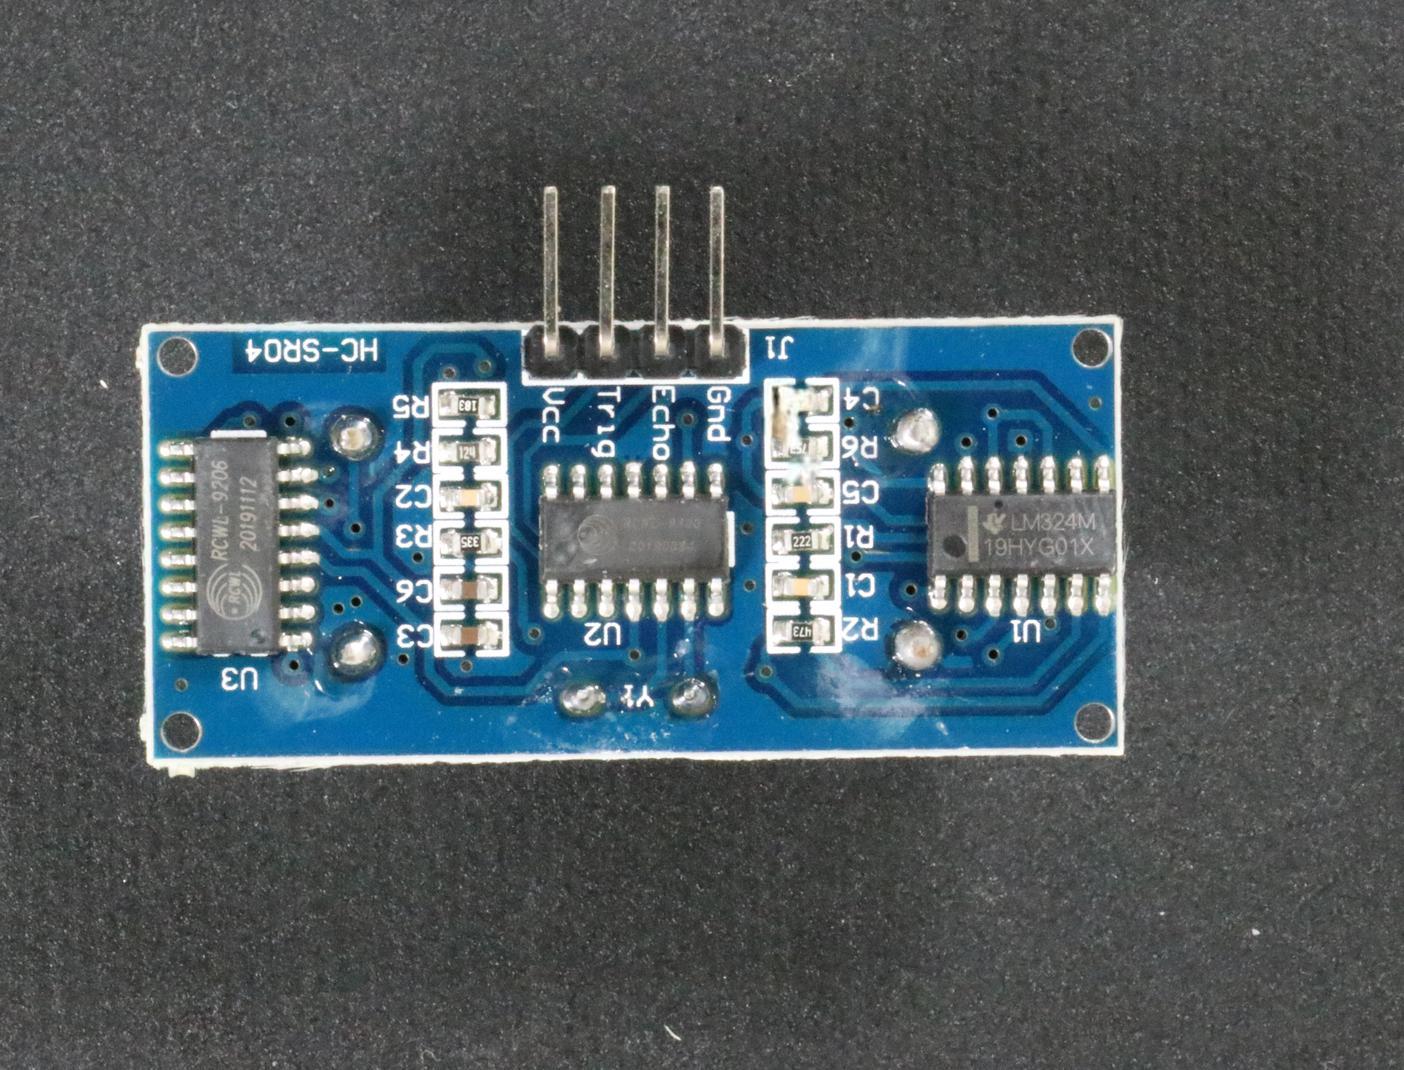 HC-SR04
J1
Vcc
Trig
Echo
Gnd
R5
103
R4
124
C2
R3
335
C6
C3
C4
R6
C5
R1
222
C1
R2
473
U3
RCWL-9206
20191112
RCWL
U2
Y1
U1
LM324M
19HYG01X